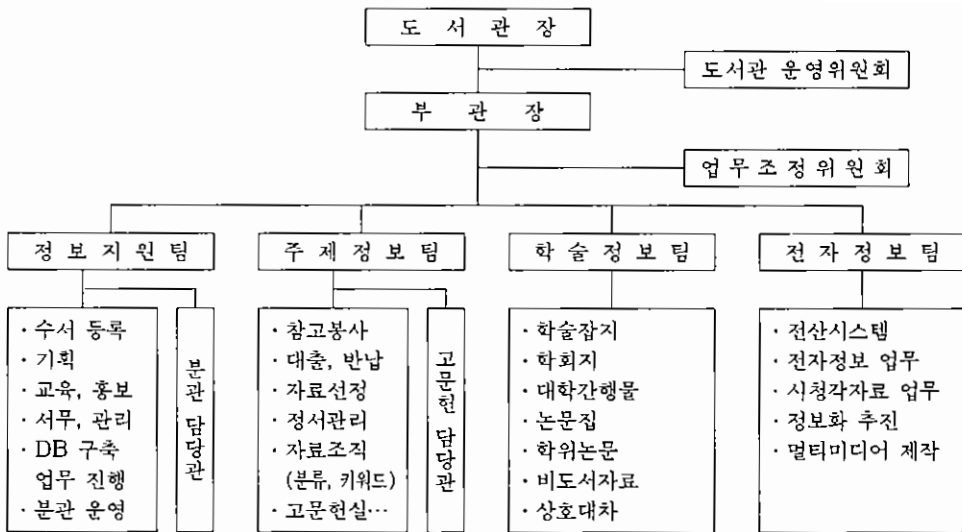 도 서 관 장
도서관 운영위원회
부 관 장
업 무 조 정 위 원 회
정 보 지 원 팀
주 제 정 보 팀
학 술 정 보 팀
전 자 정 보 팀
· 수서 등록
· 기획
· 교육, 홍보
· 서무, 관리
· DB 구축
업무 진행
· 분관 운영
분관 담당관
· 참고봉사
· 대출, 반납
· 자료선정
· 정서관리
· 자료조직
(분류, 키워드)
· 고문헌실…
고문헌 담당관
· 학술잡지
· 학회지
· 대학간행물
· 논문집
· 학위논문
· 비도서자료
· 상호대차
· 전산시스템
· 전자정보 업무
· 시청각자료 업무
· 정보화 추진
· 멀티미디어 제작